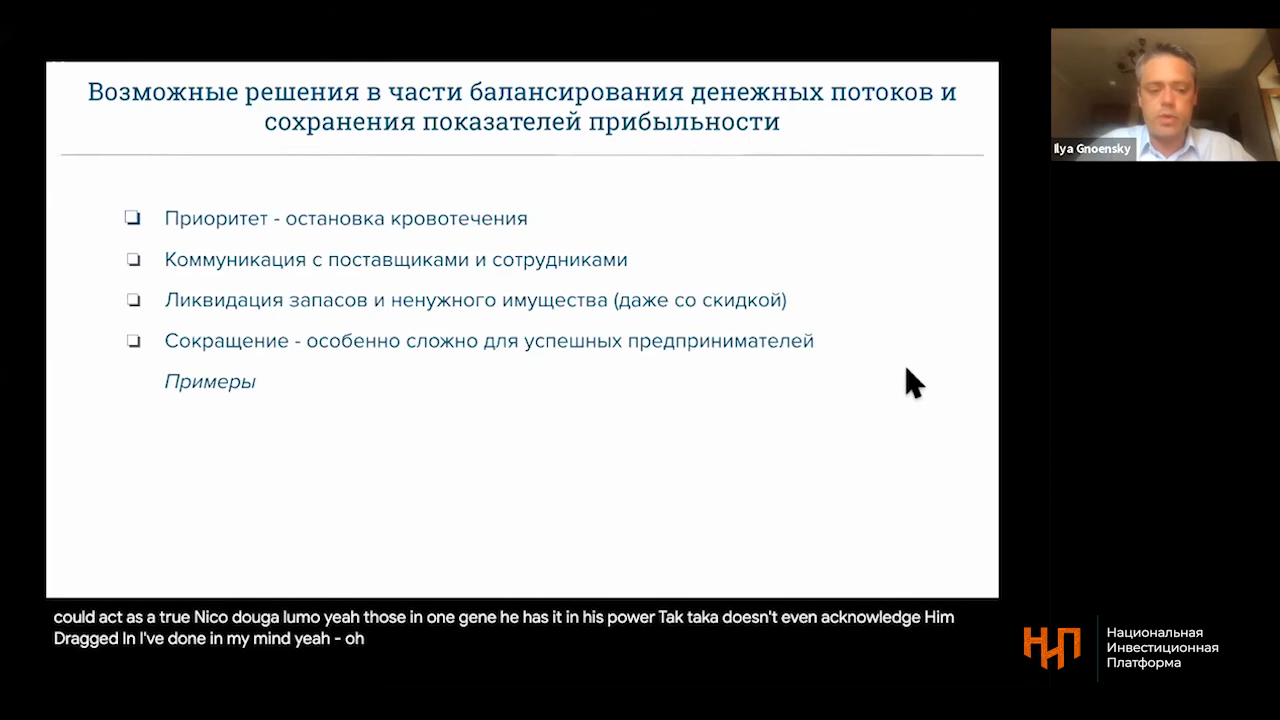 Возможные решения в части балансирования денежных потоков и
сохранения показателей прибыльности
Приоритет - остановка кровотечения
Коммуникация с поставщиками и сотрудниками
Ликвидация запасов и ненужного имущества (даже со скидкой)
Сокращение - особенно сложно для успешных предпринимателей
Примеры
Ilya Gnoensky
could act as a true Nico douga lumo yeah those in one gene he has it in his power Tak taka doesn't even acknowledge Him
Dragged In I've done in my mind yeah - oh
НИП
Национальная
Инвестиционная
Платформа